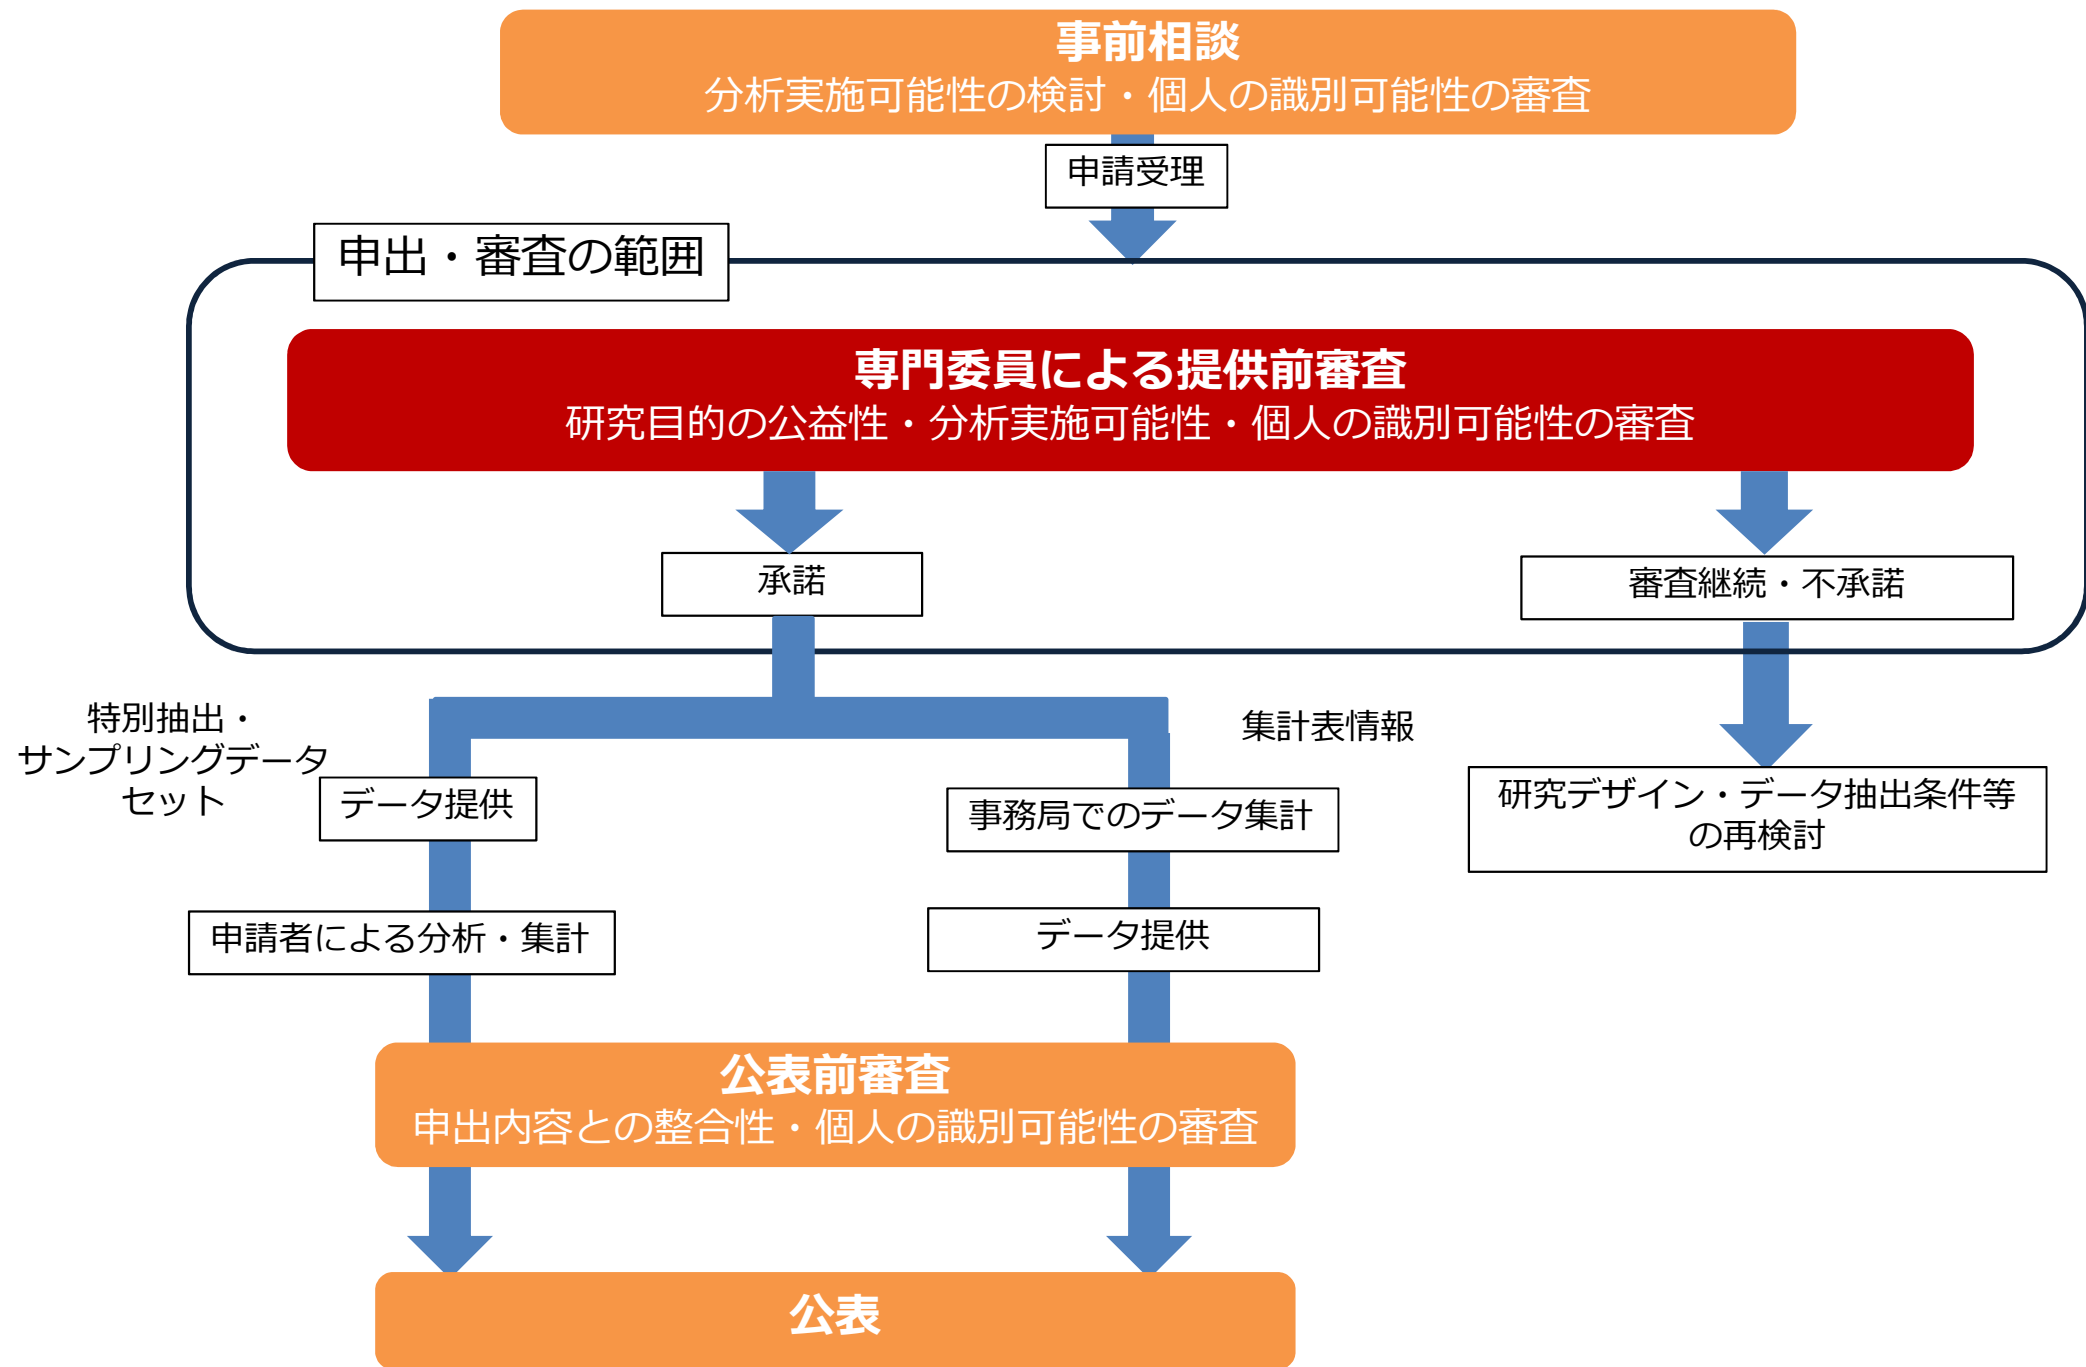 事前相談
分析実施可能性の検討・個人の識別可能性の審査
申請受理
申出・審査の範囲
専門委員による提供前審査
研究目的の公益性・分析実施可能性・個人の識別可能性の審査
承諾
審査継続・不承諾
特別抽出・
サンプリングデータ
セット
集計表情報
データ提供
事務局でのデータ集計
研究デザイン・データ抽出条件等
の再検討
申請者による分析・集計
データ提供
公表前審査
申出内容との整合性・個人の識別可能性の審査
公表